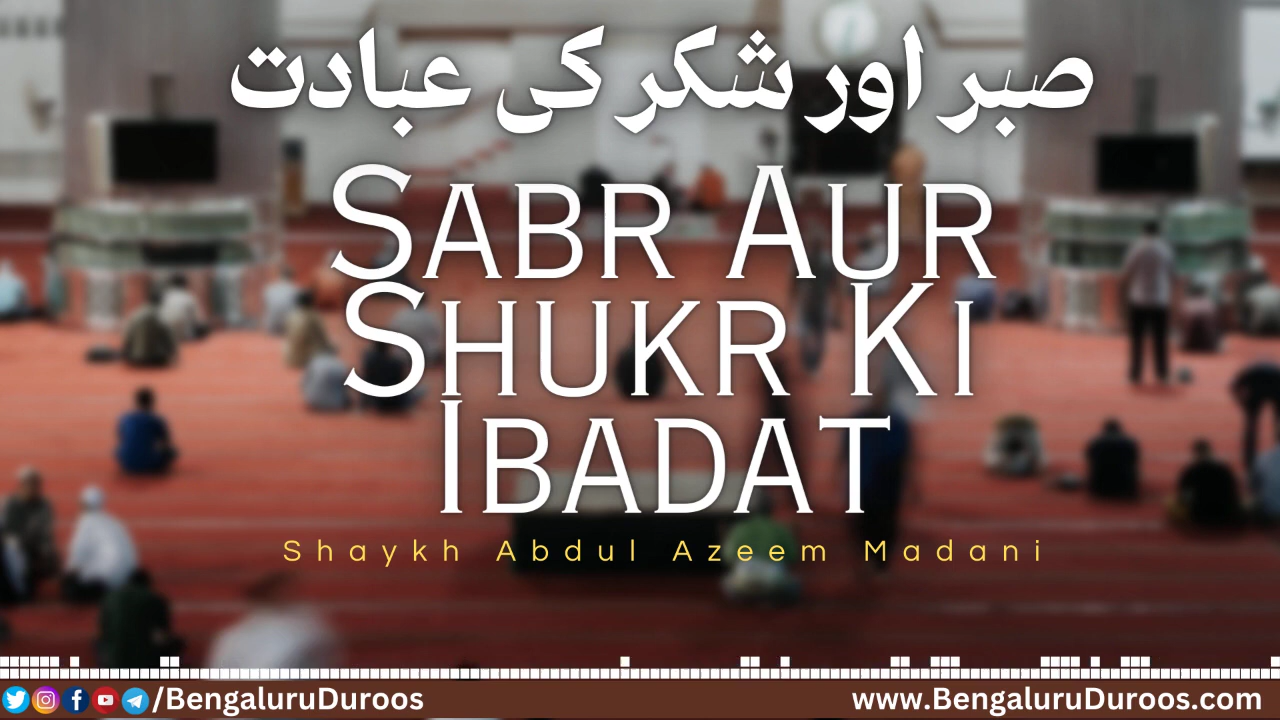 صبر اور شکر کی عبادت
Sabr Aur
Shukr Ki
Ibadat
Shaykh Abdul Azeem Madani
/BengaluruDuroos
www.BengaluruDuroos.com